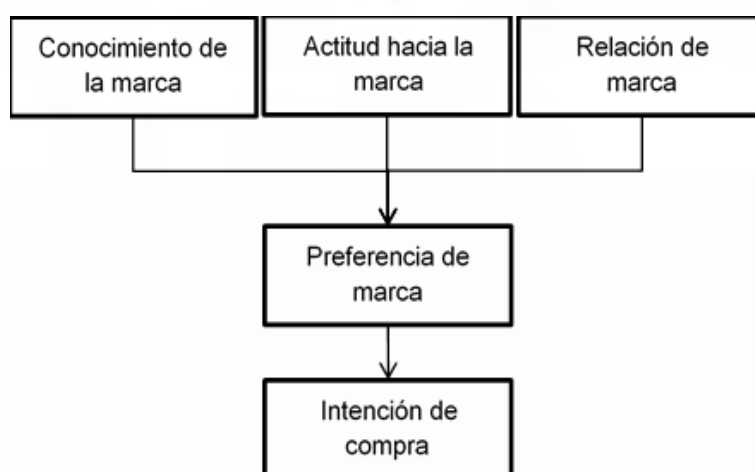 Conocimiento de
la marca
Actitud hacia la
marca
Relación de
marca
Preferencia de
marca
Intención de
compra